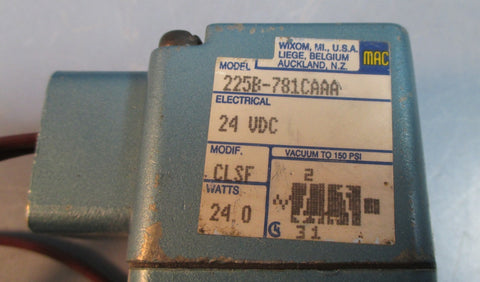 WIXOM, MI., U.S.A.
LIEGE, BELGIUM
AUCKLAND, N.Z.
MAC
MODEL
225B-781CAAA
ELECTRICAL
24 VDC
MODIF.
VACUUM TO 150 PSI
CLSF
2
WATTS
24.0
31